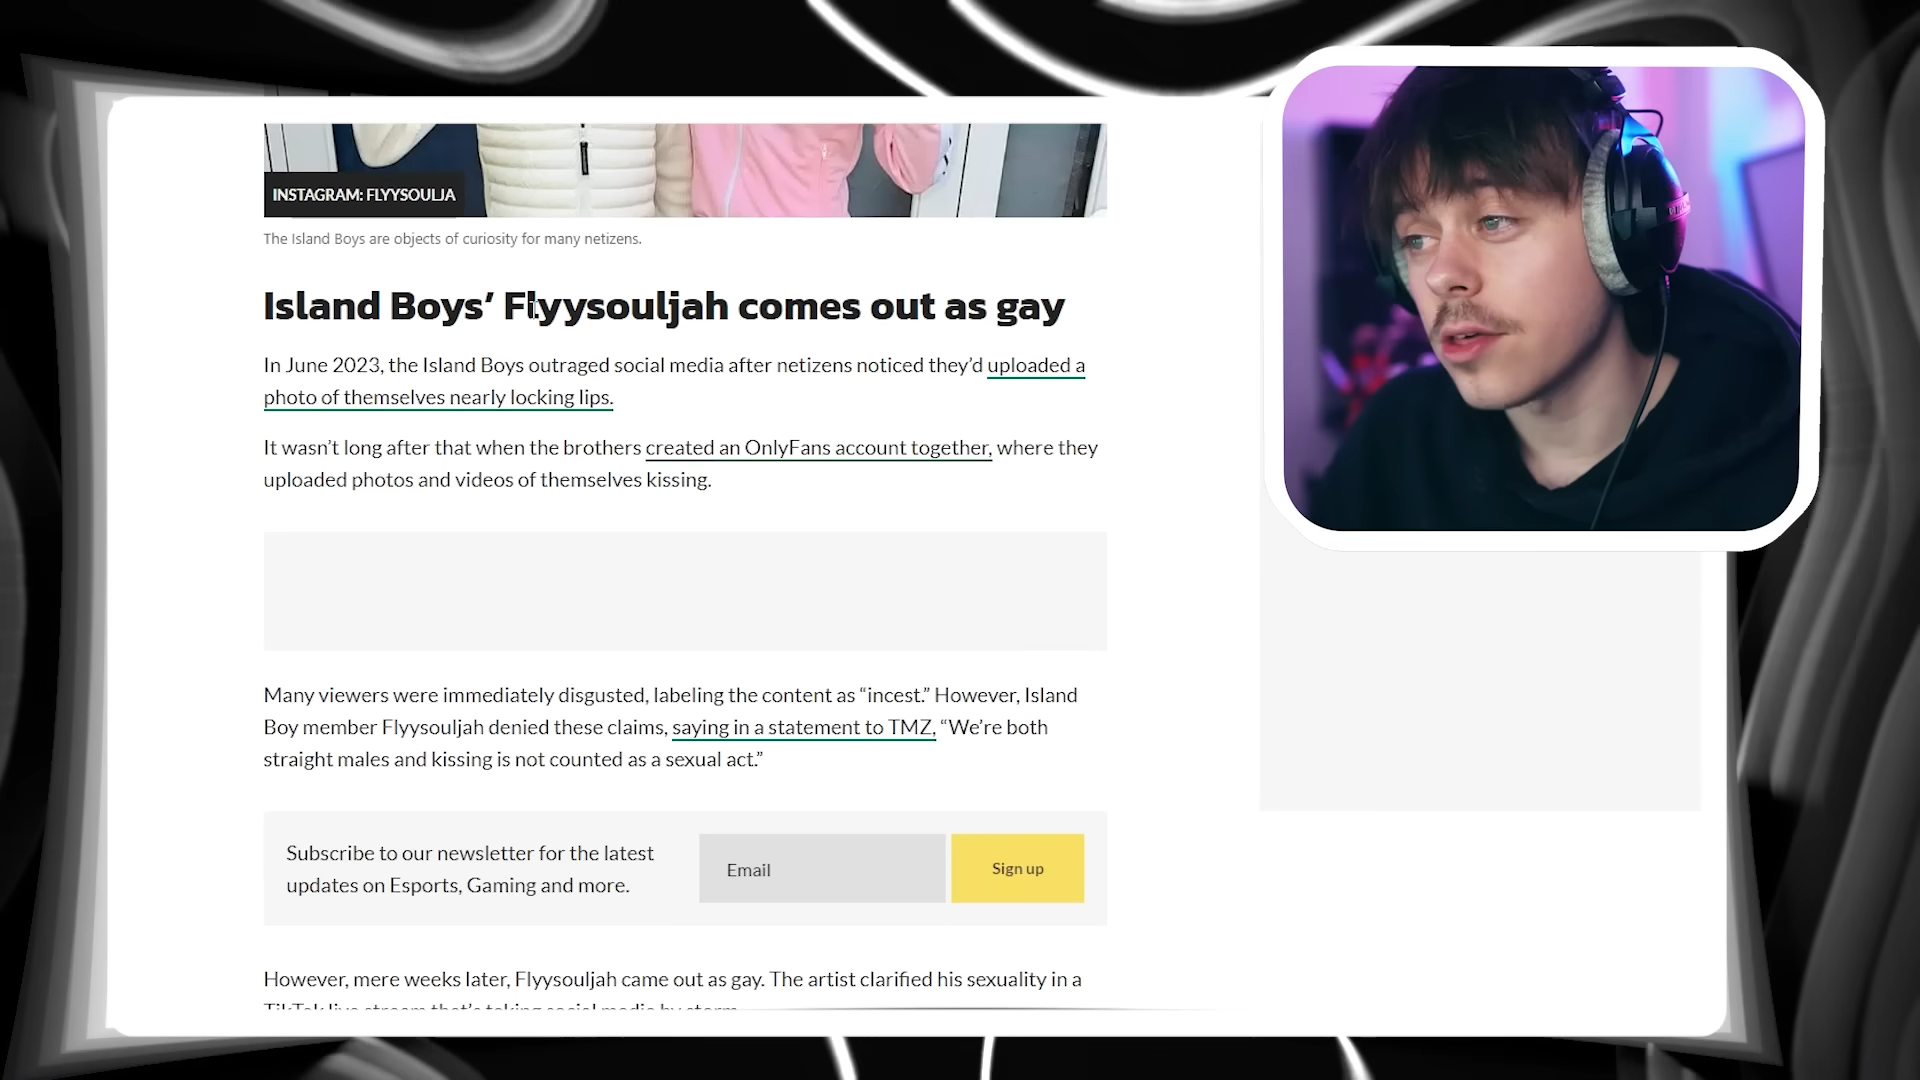 INSTAGRAM: FLYYSOULJA
The Island Boys are objects of curiosity for many netizens.
Island Boys’ Flyysouljah comes out as gay
In June 2023, the Island Boys outraged social media after netizens noticed they’d uploaded a
photo of themselves nearly locking lips.
It wasn’t long after that when the brothers created an OnlyFans account together, where they
uploaded photos and videos of themselves kissing.
Many viewers were immediately disgusted, labeling the content as “incest.” However, Island
Boy member Flyysouljah denied these claims, saying in a statement to TMZ, “We’re both
straight males and kissing is not counted as a sexual act.”
Subscribe to our newsletter for the latest
updates on Esports, Gaming and more.
Email
Sign up
However, mere weeks later, Flyysouljah came out as gay. The artist clarified his sexuality in a
TikTok live stream that’s taking social media by storm